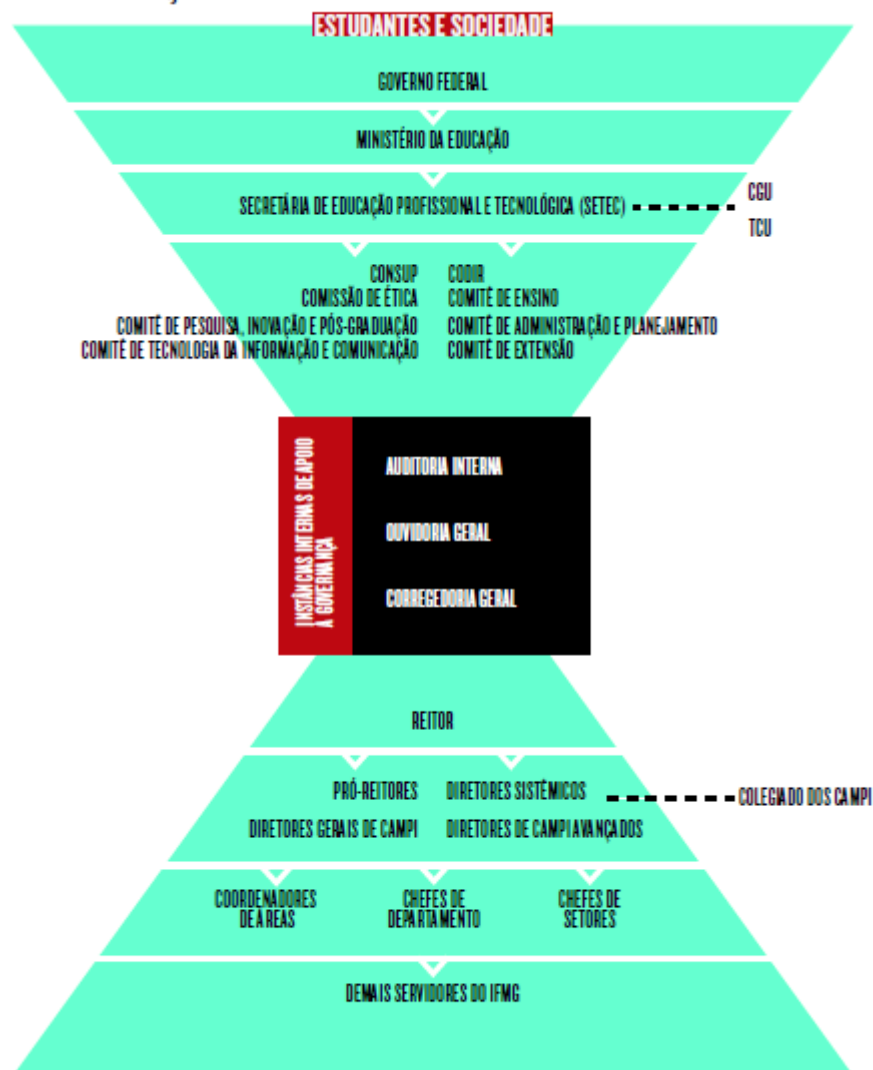 ESTUDANTES E SOCIEDADE
GOVERNO FEDERAL
MINISTÉRIO DA EDUCAÇÃO
SECRETÁRIA DE EDUCAÇÃO PROFISSIONAL E TECNOLÓGICA (SETEC)
CGU
TCU
CONSUP
COMISSÃO DE ÉTICA
COMITÊ DE PESQUISA, INOVAÇÃO E PÓS-GRADUAÇÃO
COMITÊ DE TECNOLOGIA DA INFORMAÇÃO E COMUNICAÇÃO
CODIR
COMITÊ DE ENSINO
COMITÊ DE ADMINISTRAÇÃO E PLANEJAMENTO
COMITÊ DE EXTENSÃO
INSTÂNCIAS INTERNAS DE APOIO
À GOVERNANÇA
AUDITORIA INTERNA
OUVIDORIA GERAL
CORREGEDORIA GERAL
REITOR
PRÓ-REITORES
DIRETORES GERAIS DE CAMPI
DIRETORES SISTÊMICOS
DIRETORES DE CAMPI AVANÇADOS
COLEGIADO DOS CAMPI
COORDENADORES
DE ÁREAS
CHEFES DE
DEPARTAMENTO
CHEFES DE
SETORES
DEMAIS SERVIDORES DO IFMG